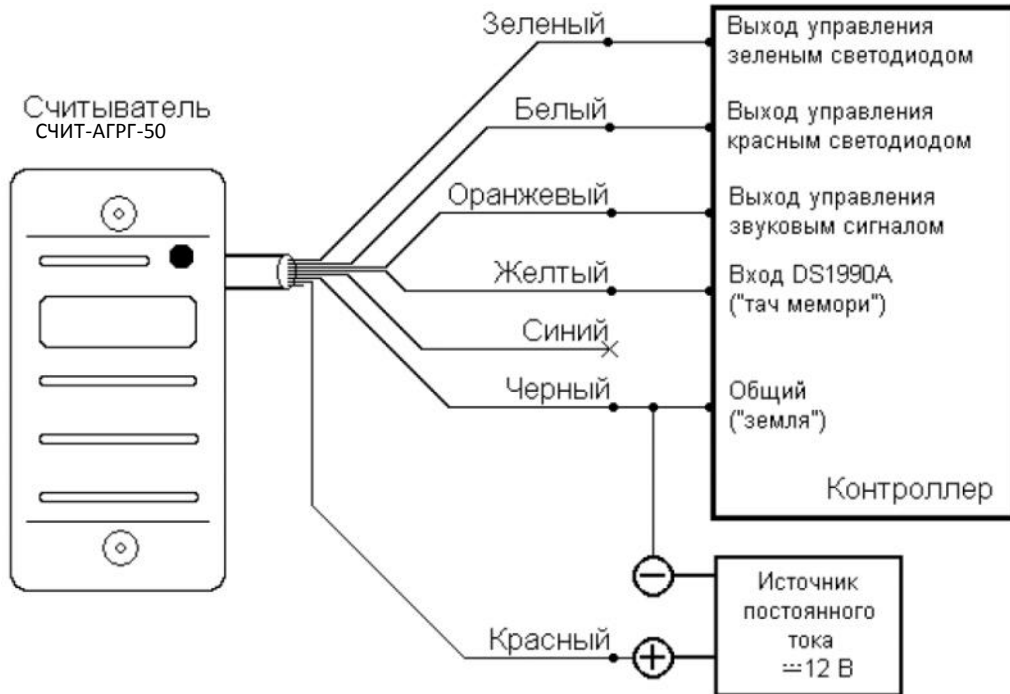 Считыватель
СЧИТ-АГРГ-50
Зеленый
Белый
Оранжевый
Желтый
Синий
Черный
Красный
Выход управления
зеленым светодиодом
Выход управления
красным светодиодом
Выход управления
звуковым сигналом
Вход DS1990A
("тач мемори")
Общий
("земля")
Контроллер
Источник
постоянного
тока
⎓12 В